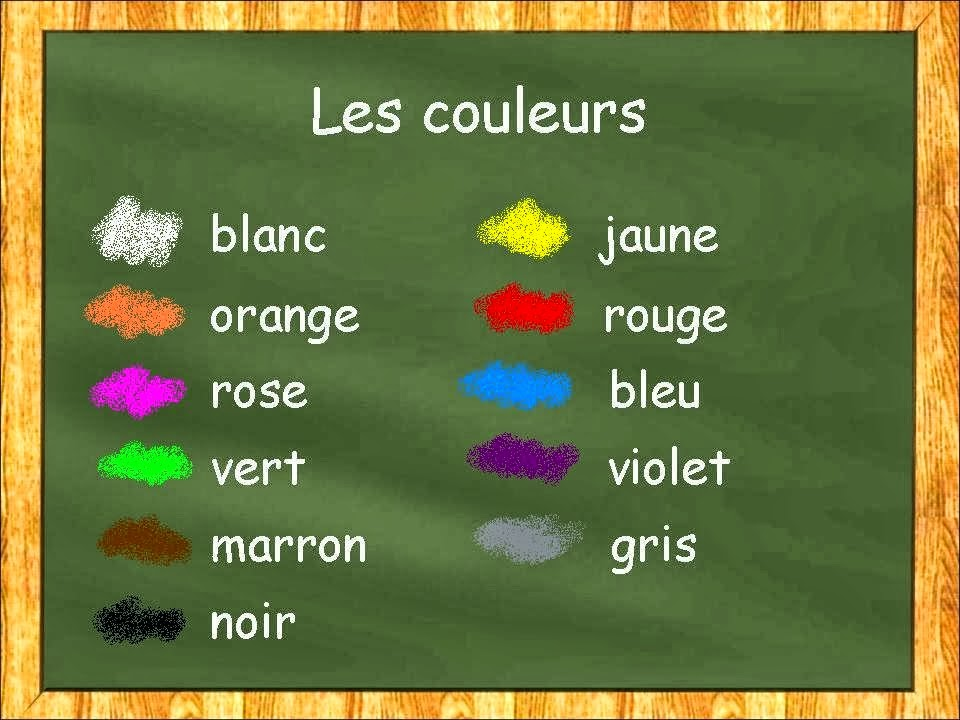 Les couleurs
blanc
orange
rose
vert
marron
noir
jaune
rouge
bleu
violet
gris